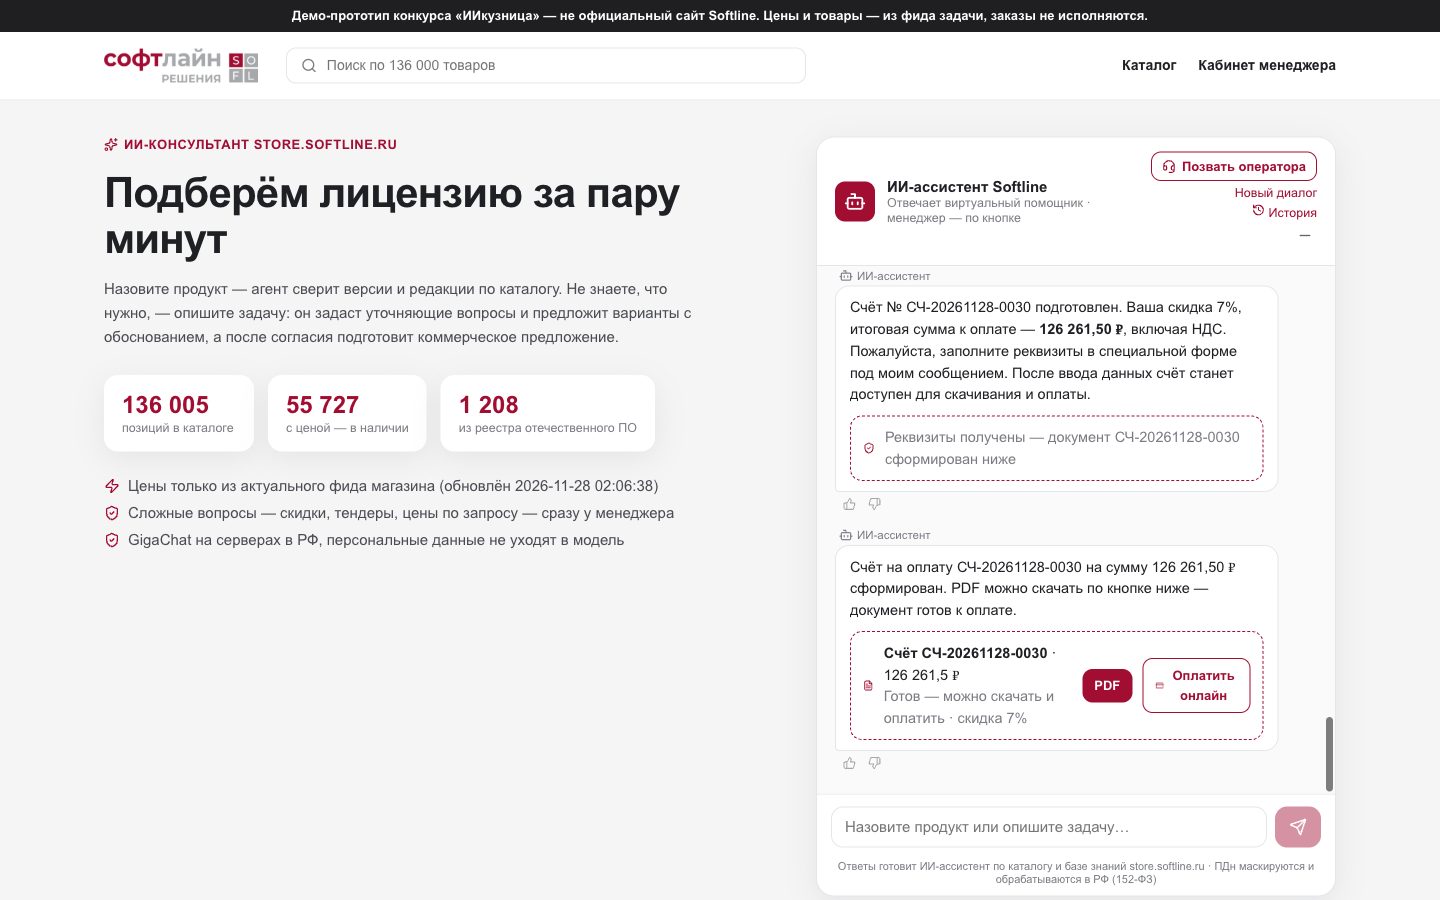 Демо-прототип конкурса «ИИкузница» — не официальный сайт Softline. Цены и товары — из фида задачи, заказы не исполняются.
софтлайн
РЕШЕНИЯ
SO
FL
Поиск по 136 000 товаров
Каталог
Кабинет менеджера
ИИ-КОНСУЛЬТАНТ STORE.SOFTLINE.RU
Подберём лицензию за пару
минут
Назовите продукт — агент сверит версии и редакции по каталогу. Не знаете, что
нужно, — опишите задачу: он задаст уточняющие вопросы и предложит варианты с
обоснованием, а после согласия подготовит коммерческое предложение.
136 005
позиций в каталоге
55 727
с ценой — в наличии
1 208
из реестра отечественного ПО
Цены только из актуального фида магазина (обновлён 2026-11-28 02:06:38)
Сложные вопросы — скидки, тендеры, цены по запросу — сразу у менеджера
GigaChat на серверах в РФ, персональные данные не уходят в модель
ИИ-ассистент Softline
Отвечает виртуальный помощник ·
менеджер — по кнопке
Позвать оператора
Новый диалог
История
—
ИИ-ассистент
Счёт № СЧ-20261128-0030 подготовлен. Ваша скидка 7%,
итоговая сумма к оплате — 126 261,50 ₽, включая НДС.
Пожалуйста, заполните реквизиты в специальной форме
под моим сообщением. После ввода данных счёт станет
доступен для скачивания и оплаты.
Реквизиты получены — документ СЧ-20261128-0030
сформирован ниже
ИИ-ассистент
Счёт на оплату СЧ-20261128-0030 на сумму 126 261,50 ₽
сформирован. PDF можно скачать по кнопке ниже —
документ готов к оплате.
Счёт СЧ-20261128-0030 ·
126 261,5 ₽
Готов — можно скачать и
оплатить · скидка 7%
PDF
Оплатить
онлайн
Назовите продукт или опишите задачу…
Ответы готовит ИИ-ассистент по каталогу и базе знаний store.softline.ru · ПДн маскируются и
обрабатываются в РФ (152-ФЗ)